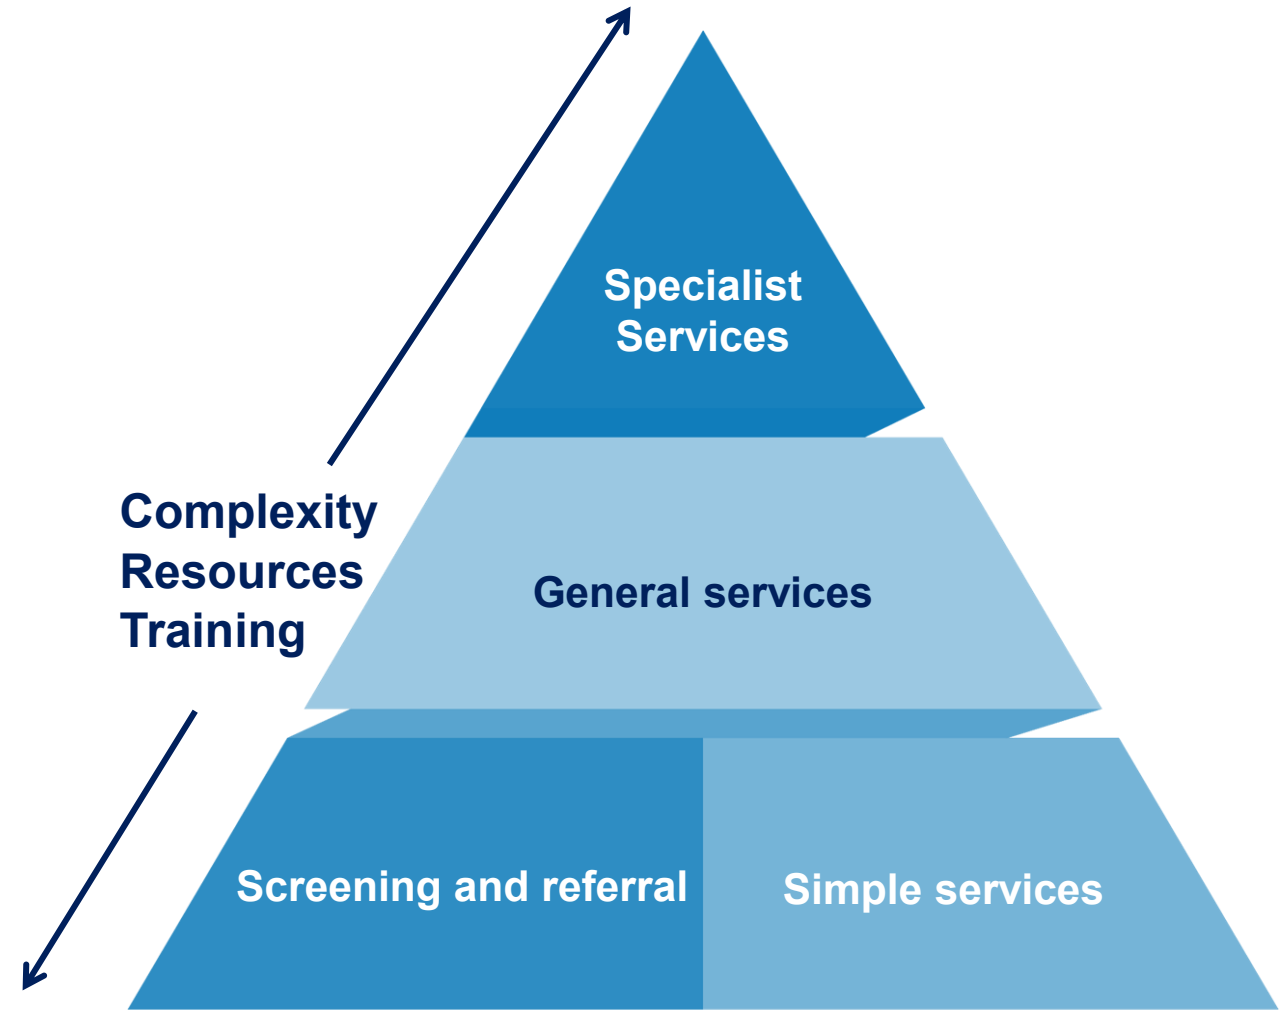 Specialist
Services
Complexity
Resources
Training
General services
Screening and referral
Simple services